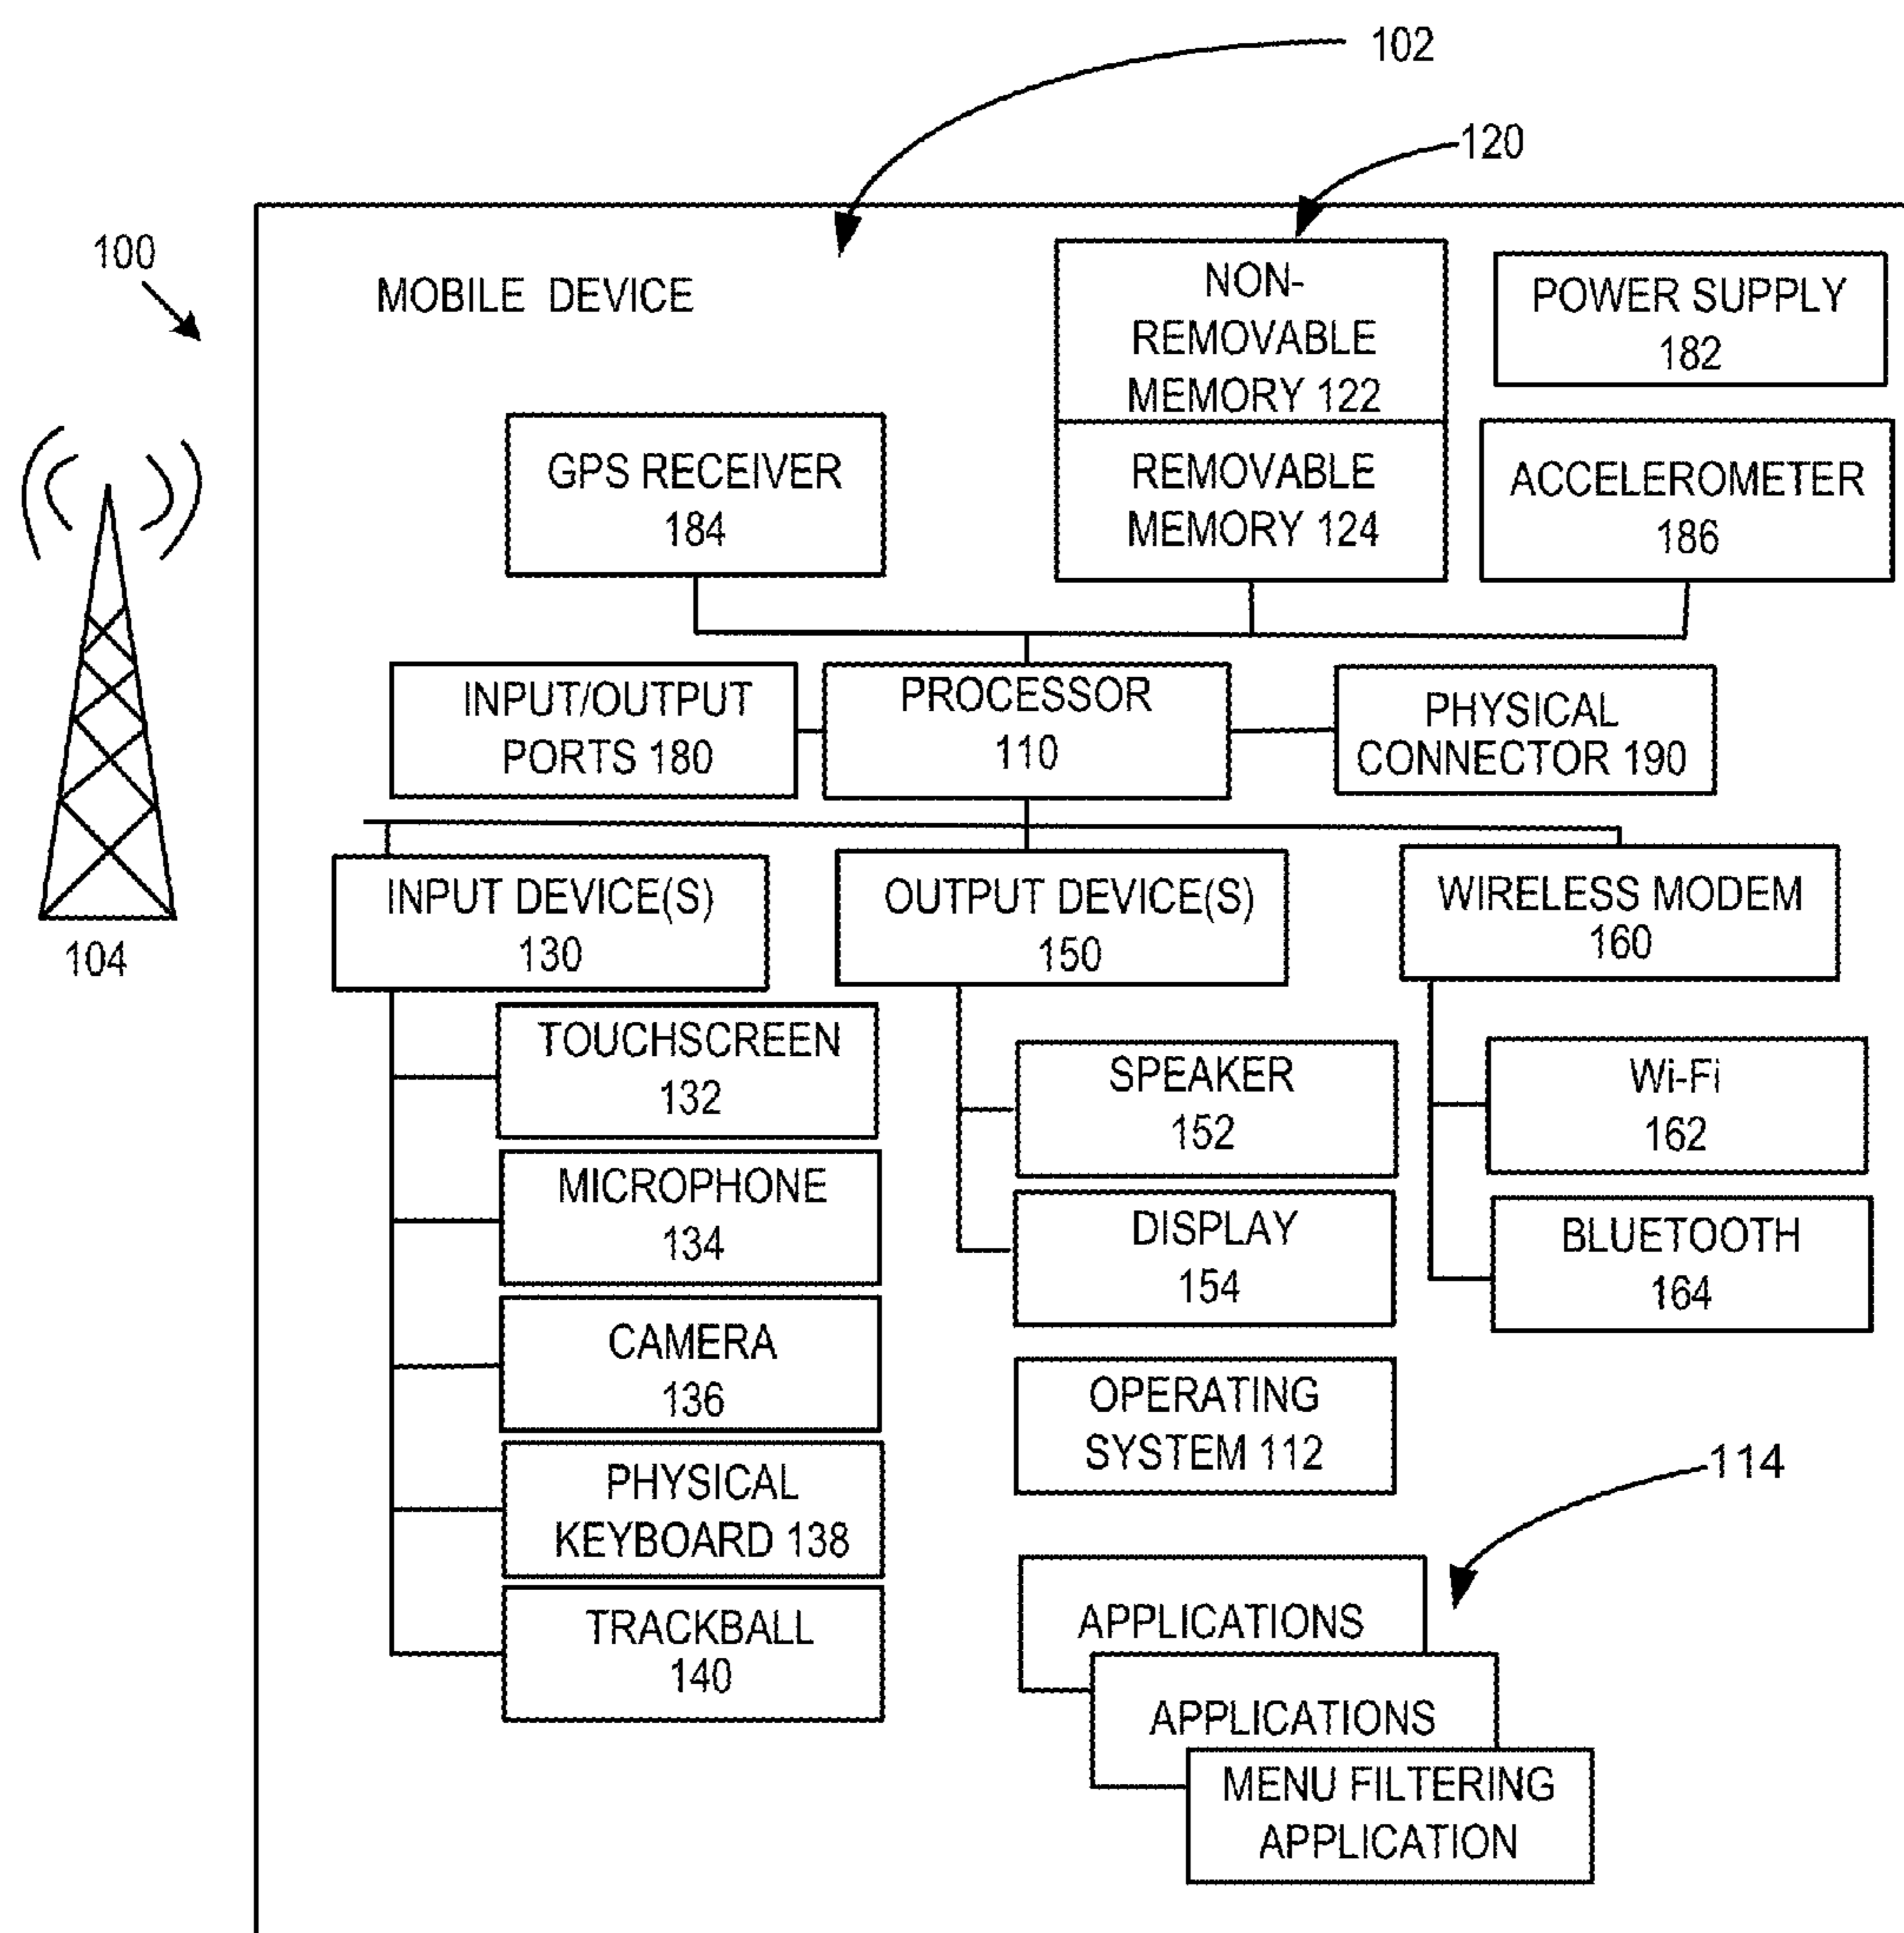 102
120
100
MOBILE DEVICE
NON-
REMOVABLE
MEMORY 122
POWER SUPPLY
182
GPS RECEIVER
184
REMOVABLE
MEMORY 124
ACCELEROMETER
186
INPUT/OUTPUT
PORTS 180
PROCESSOR
110
PHYSICAL
CONNECTOR 190
104
INPUT DEVICE(S)
130
OUTPUT DEVICE(S)
150
WIRELESS MODEM
160
TOUCHSCREEN
132
MICROPHONE
134
CAMERA
136
PHYSICAL
KEYBOARD 138
TRACKBALL
140
SPEAKER
152
DISPLAY
154
Wi-Fi
162
BLUETOOTH
164
OPERATING
SYSTEM 112
114
APPLICATIONS
APPLICATIONS
MENU FILTERING
APPLICATION